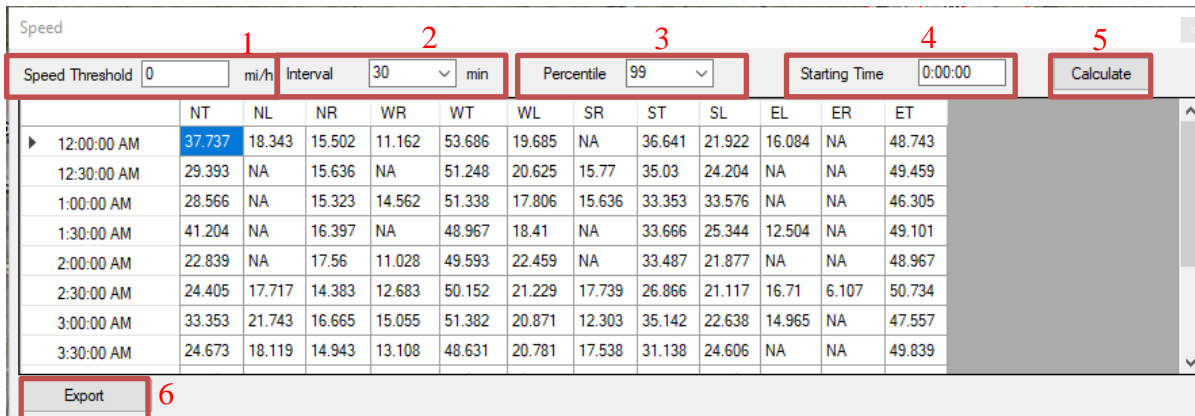 Speed
1 2 3 4 5
Speed Threshold 0 mi/h Interval 30 min Percentile 99 Starting Time 0:00:00 Calculate
NT NL NR WR WT WL SR ST SL EL ER ET
12:00:00 AM 37.737 18.343 15.502 11.162 53.686 19.685 NA 36.641 21.922 16.084 NA 48.743
12:30:00 AM 29.393 NA 15.636 NA 51.248 20.625 15.77 35.03 24.204 NA NA 49.459
1:00:00 AM 28.566 NA 15.323 14.562 51.338 17.806 15.636 33.353 33.576 NA NA 46.305
1:30:00 AM 41.204 NA 16.397 NA 48.967 18.41 NA 33.666 25.344 12.504 NA 49.101
2:00:00 AM 22.839 NA 17.56 11.028 49.593 22.459 NA 33.487 21.877 NA NA 48.967
2:30:00 AM 24.405 17.717 14.383 12.683 50.152 21.229 17.739 26.866 21.117 16.71 6.107 50.734
3:00:00 AM 33.353 21.743 16.665 15.055 51.382 20.871 12.303 35.142 22.638 14.965 NA 47.557
3:30:00 AM 24.673 18.119 14.943 13.108 48.631 20.781 17.538 31.138 24.606 NA NA 49.839
Export 6